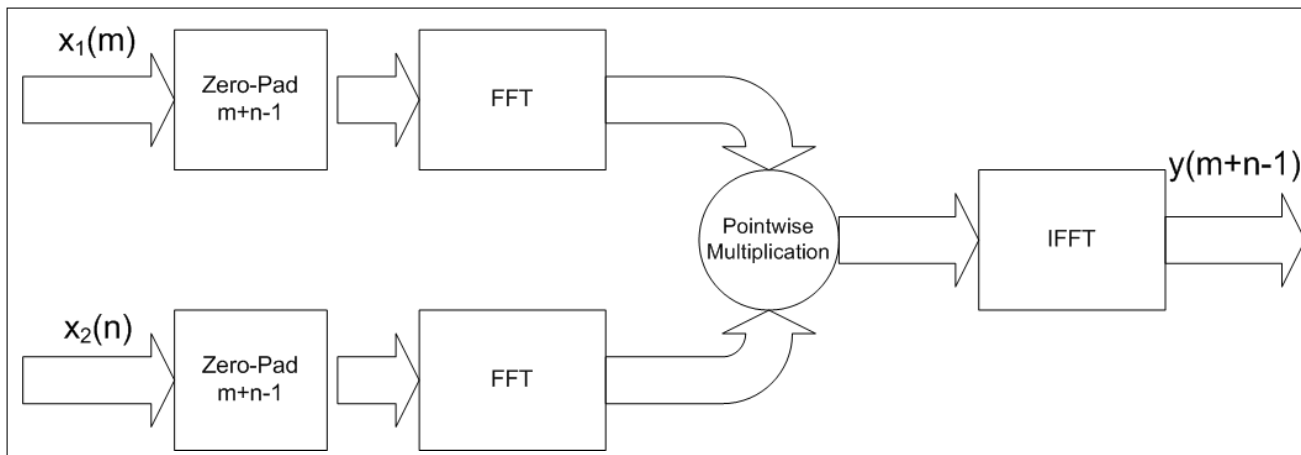 x₁(m)
Zero-Pad
m+n-1
FFT
Pointwise
Multiplication
IFFT
y(m+n-1)
x₂(n)
Zero-Pad
m+n-1
FFT